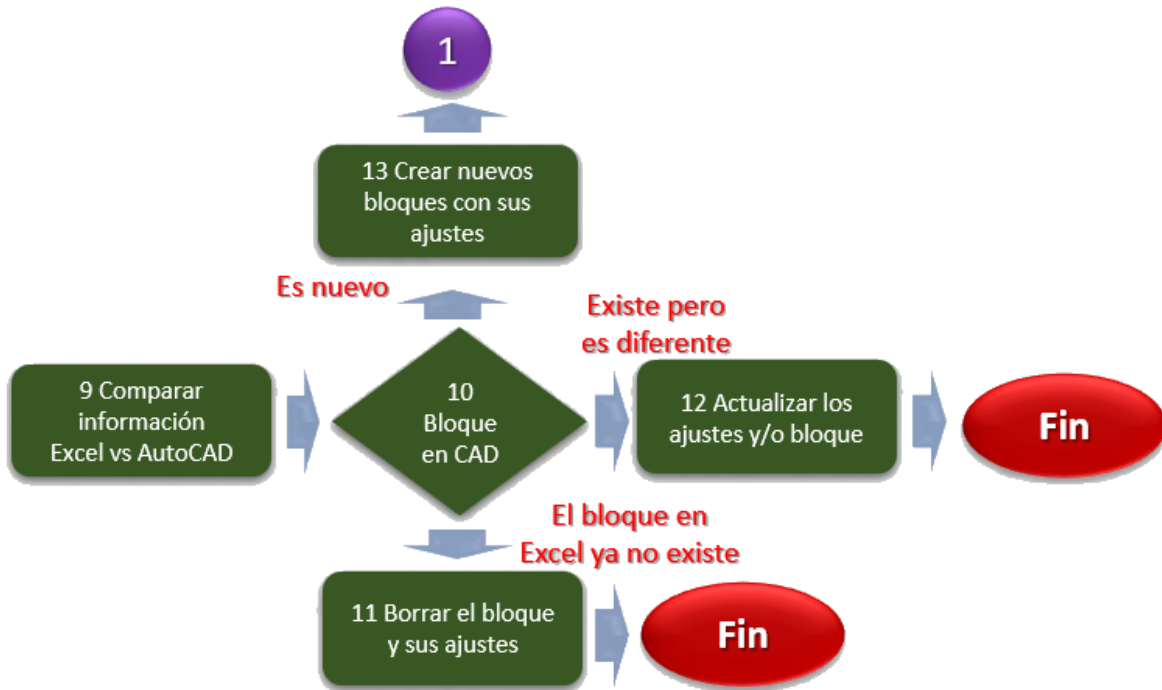 1
13 Crear nuevos
bloques con sus
ajustes
Es nuevo
Existe pero
es diferente
9 Comparar
información
Excel vs AutoCAD
10
Bloque
en CAD
12 Actualizar los
ajustes y/o bloque
Fin
El bloque en
Excel ya no existe
11 Borrar el bloque
y sus ajustes
Fin